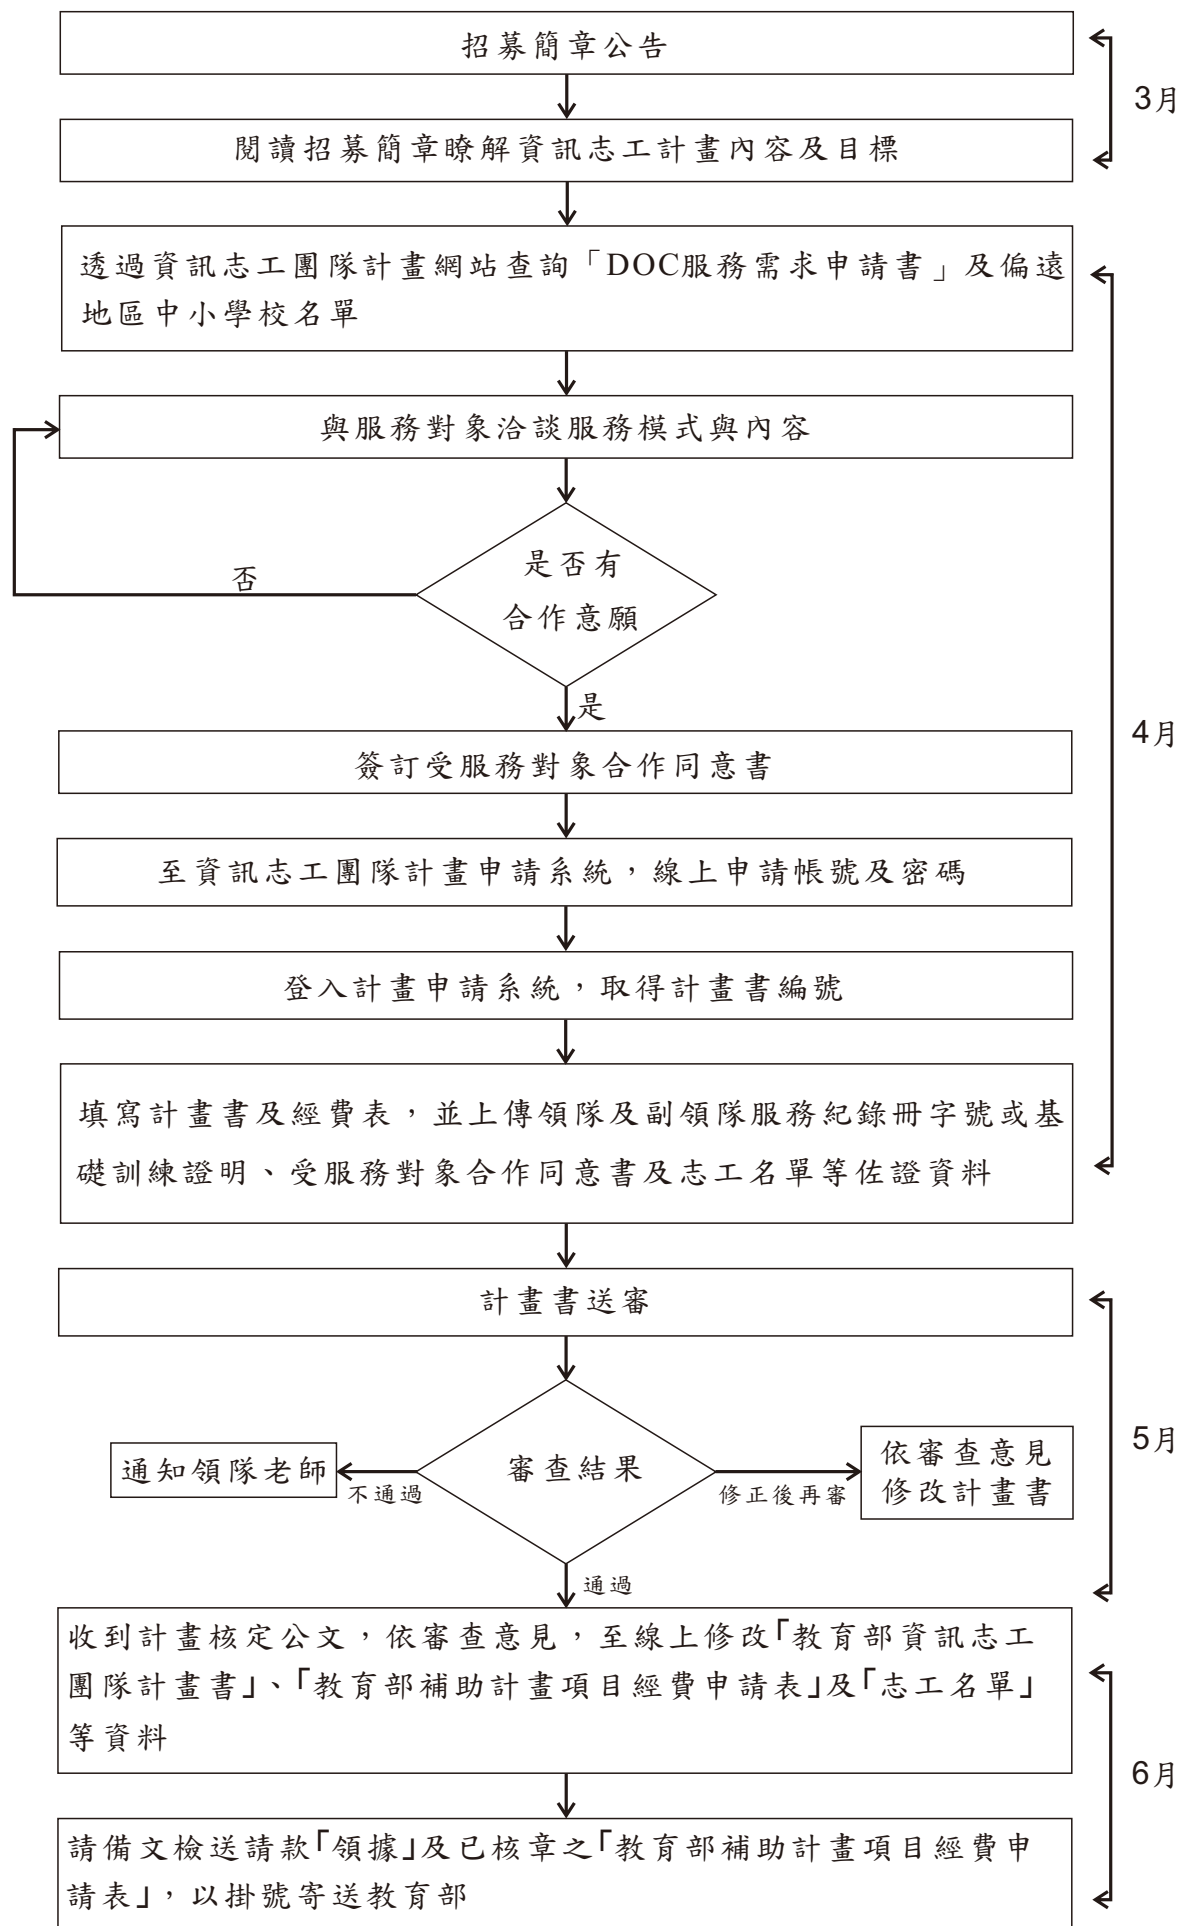 招募簡章公告
3月
閱讀招募簡章瞭解資訊志工計畫內容及目標
透過資訊志工團隊計畫網站查詢「DOC服務需求申請書」及偏遠
地區中小學校名單
與服務對象洽談服務模式與內容
是否有
合作意願
否
是
4月
簽訂受服務對象合作同意書
至資訊志工團隊計畫申請系統，線上申請帳號及密碼
登入計畫申請系統，取得計畫書編號
填寫計畫書及經費表，並上傳領隊及副領隊服務紀錄冊字號或基
礎訓練證明、受服務對象合作同意書及志工名單等佐證資料
計畫書送審
5月
審查結果
通知領隊老師
不通過
修正後再審
依審查意見
修改計畫書
通過
收到計畫核定公文，依審查意見，至線上修改「教育部資訊志工
團隊計畫書」、「教育部補助計畫項目經費申請表」及「志工名單」
等資料
6月
請備文檢送請款「領據」及已核章之「教育部補助計畫項目經費申
請表」，以掛號寄送教育部